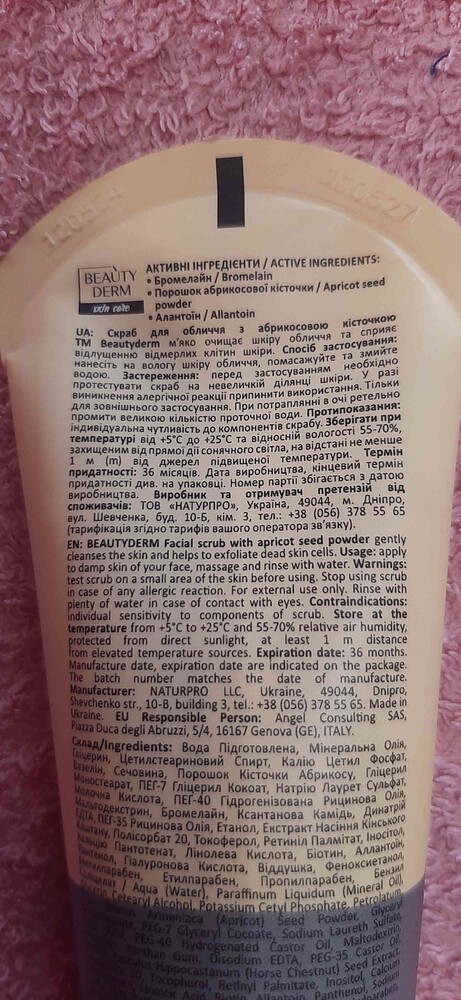 120524
120527
BEAUTY
DERM
skin care
АКТИВНІ ІНГРЕДІЄНТИ / ACTIVE INGREDIENTS:
• Бромелайн / Bromelain
• Порошок абрикосової кісточки / Apricot seed
powder
• Алантоїн / Allantoin
UA: Скраб для обличчя з абрикосовою кісточкою
ТМ Beautyderm м'яко очищає шкіру обличчя та сприяє
відлущенню відмерлих клітин шкіри. Спосіб застосування:
нанесіть на вологу шкіру обличчя, помасажуйте та змийте
водою. Застереження: перед застосуванням необхідно
протестувати скраб на невеличкій ділянці шкіри. У разі
виникнення алергічної реакції припинити використання. Тільки
для зовнішнього застосування. При потраплянні в очі ретельно
промити великою кількістю проточної води. Протипоказання:
індивідуальна чутливість до компонентів скрабу. Зберігати при
температурі від +5°C до +25°C та відносній вологості 55-70%,
захищеним від прямої дії сонячного світла, на відстані не менше
1 м (m) від джерел підвищеної температури. Термін
придатності: 36 місяців. Дата виробництва, кінцевий термін
придатності див. на упаковці. Номер партії збігається з датою
виробництва. Виробник та отримувач претензій від
споживачів: ТОВ «НАТУРПРО», Україна, 49044, м. Дніпро,
вул. Шевченка, буд. 10-Б, кім. 3, тел.: +38 (056) 378 55 65
(тарифікація згідно тарифів вашого оператора зв'язку).
EN: BEAUTYDERM Facial scrub with apricot seed powder gently
cleanses the skin and helps to exfoliate dead skin cells. Usage: apply
to damp skin of your face, massage and rinse with water. Warnings:
test scrub on a small area of the skin before using. Stop using scrub
in case of any allergic reaction. For external use only. Rinse with
plenty of water in case of contact with eyes. Contraindications:
individual sensitivity to components of scrub. Store at the
temperature from +5°C to +25°C and 55-70% relative air humidity,
protected from direct sunlight, at least 1 m distance
from elevated temperature sources. Expiration date: 36 months.
Manufacture date, expiration date are indicated on the package.
The batch number matches the date of manufacture.
Manufacturer: NATURPRO LLC, Ukraine, 49044, Dnipro,
Shevchenko str., 10-B, building 3, tel.: +38 (056) 378 55 65. Made in
Ukraine. EU Responsible Person: Angel Consulting SAS,
Piazza Duca degli Abruzzi, 5/4, 16167 Genova (GE), ITALY.
Склад/Ingredients: Вода Підготовлена, Мінеральна Олія,
Гліцерин, Цетилстеариновий Спирт, Калію Цетил Фосфат,
Вазелін, Сечовина, Порошок Кісточки Абрикосу, Гліцерил
Моностеарат, ПЕГ-7 Гліцерил Кокоат, Натрію Лаурет Сульфат,
Молочна Кислота, ПЕГ-40 Гідрогенізірована Рицинова Олія,
Мальтодекстрин, Бромелайн, Ксантанова Камідь, Динатрій
ЕДТА, ПЕГ-35 Рицинова Олія, Етанол, Екстракт Насіння Кінського
Каштану, Полісорбат 20, Токоферол, Ретиніл Палмітат, Інositол,
Кальцію Пантотенат, Лінолева Кислота, Біотин, Аллантоїн,
Пантенол, Гіалуронова Кислота, Віддушка, Феноксиетанол,
Метилпарабен, Етилпарабен, Пропилпарабен, Бензил
Саліцилат / Aqua (Water), Paraffinum Liquidum (Mineral Oil),
Cetearyl Alcohol, Potassium Cetyl Phosphate, Petrolatum,
Armeniaca (Apricot) Seed Powder, Glyceryl
PEG-7 Glyceryl Cocoate, Sodium Laureth Sulfate,
PEG-40 Hydrogenated Castor Oil, Maltodextrin,
Xanthan Gum, Disodium EDTA, PEG-35 Castor Oil,
Hippocastanum (Horse Chestnut) Seed Extract,
20, Tocopherol, Retinyl Palmitate, Inositol, Calcium
Acid, Biotin, Allantoin, Panthenol, Sodium